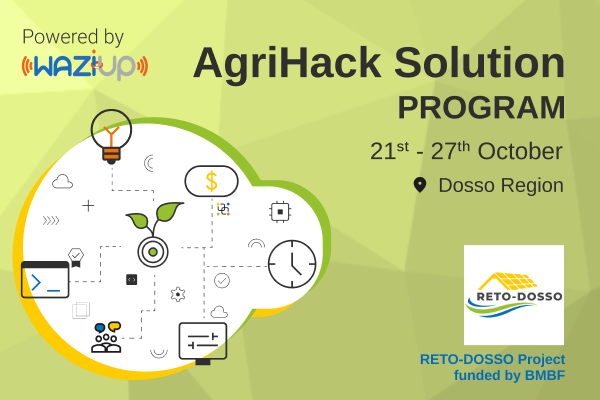 Powered by
WAZIUP
AgriHack Solution
PROGRAM
21st - 27th October
Dosso Region
$
RETO-DOSSO
RETO-DOSSO Project
funded by BMBF